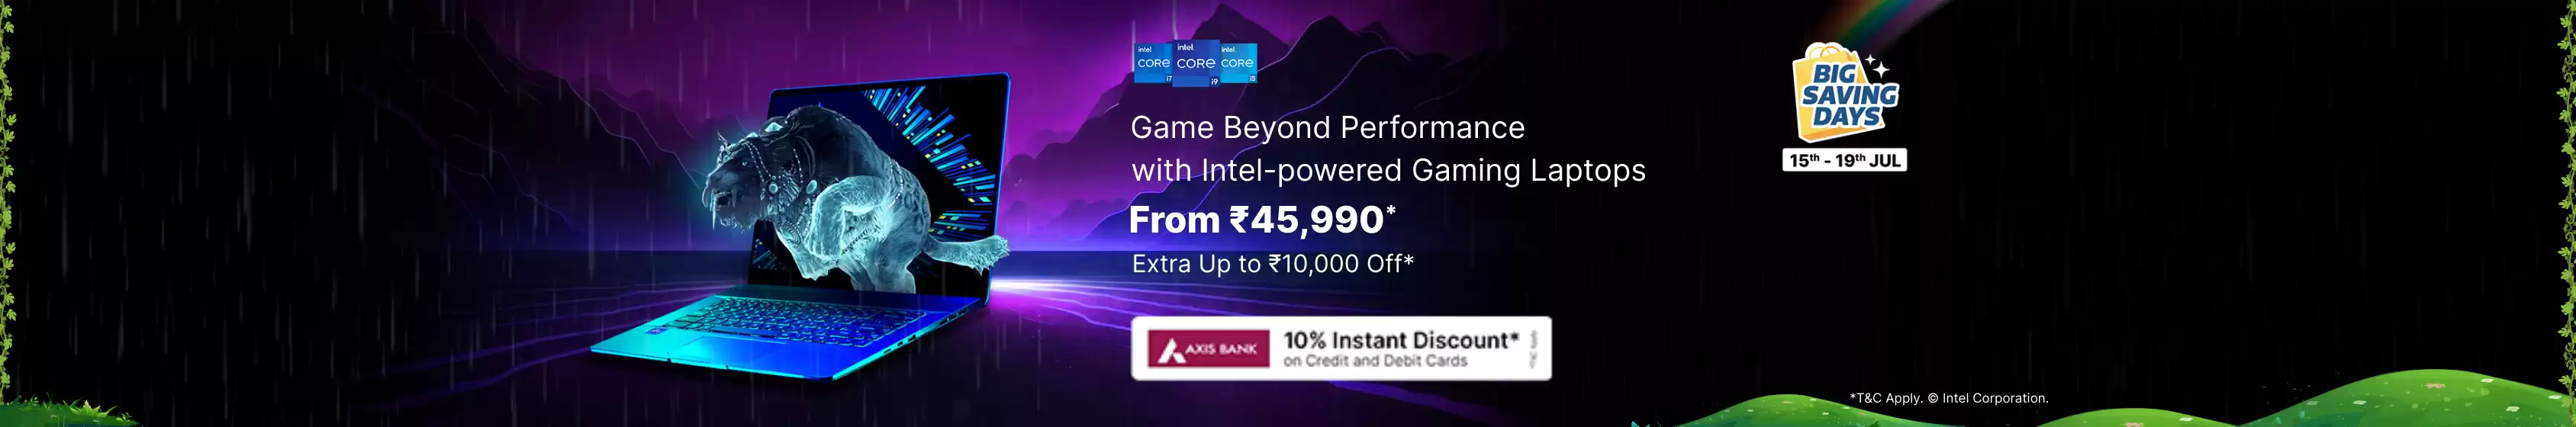 intel
CORE
i7
intel
CORE
i9
intel
CORE
i5
Game Beyond Performance
with Intel-powered Gaming Laptops
From ₹45,990*
Extra Up to ₹10,000 Off*
AXIS BANK
10% Instant Discount*
on Credit and Debit Cards
BIG
SAVING
DAYS
15th - 19th JUL
*T&C Apply. © Intel Corporation.